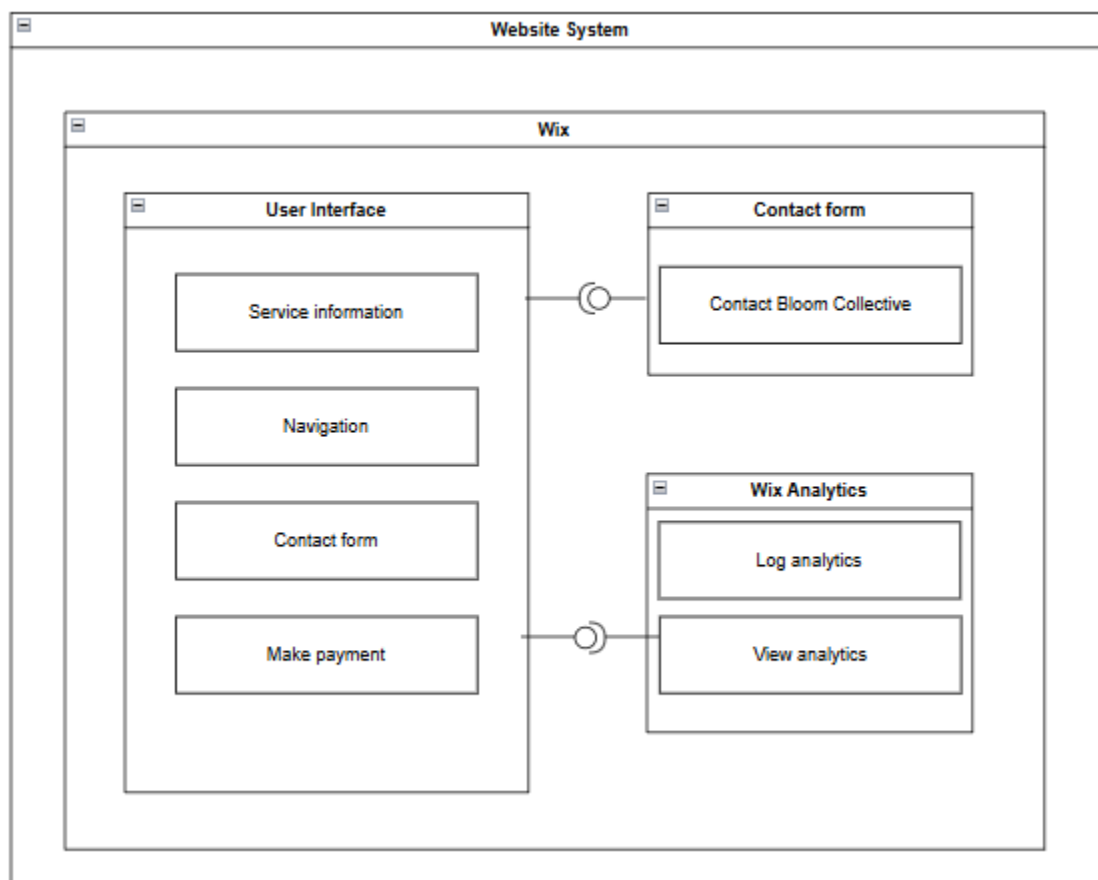 Website System
Wix
User Interface
Service information
Navigation
Contact form
Make payment
Contact form
Contact Bloom Collective
Wix Analytics
Log analytics
View analytics